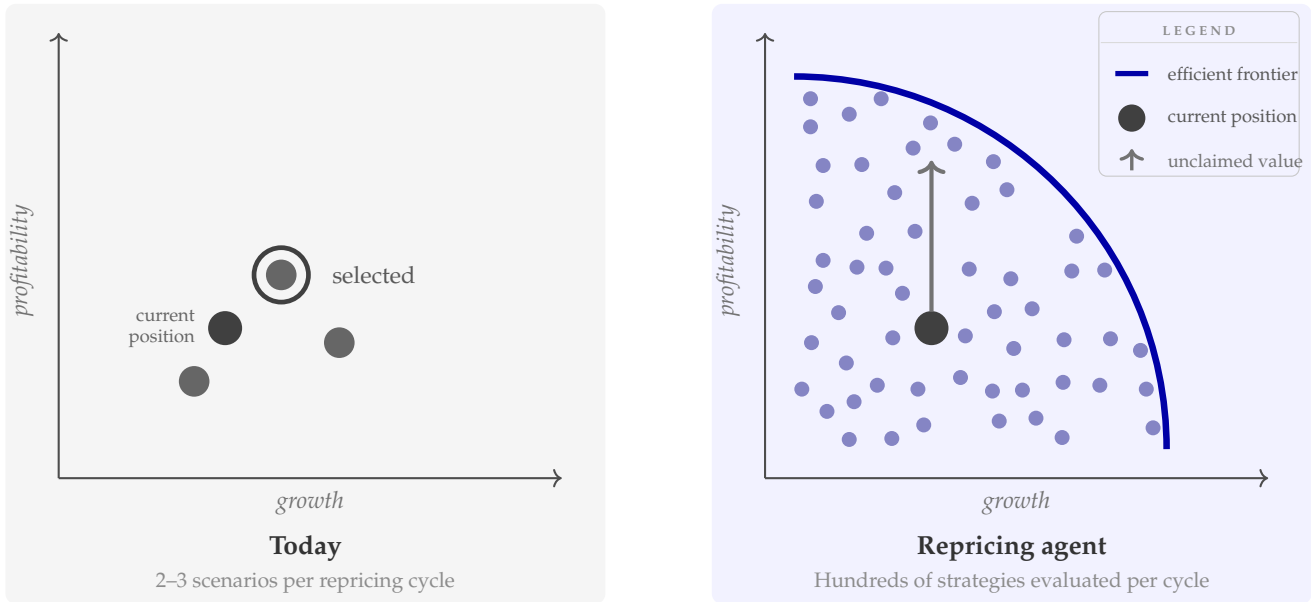 profitability
selected
current
position
growth
Today
2–3 scenarios per repricing cycle
LEGEND
efficient frontier
current position
unclaimed value
profitability
growth
Repricing agent
Hundreds of strategies evaluated per cycle